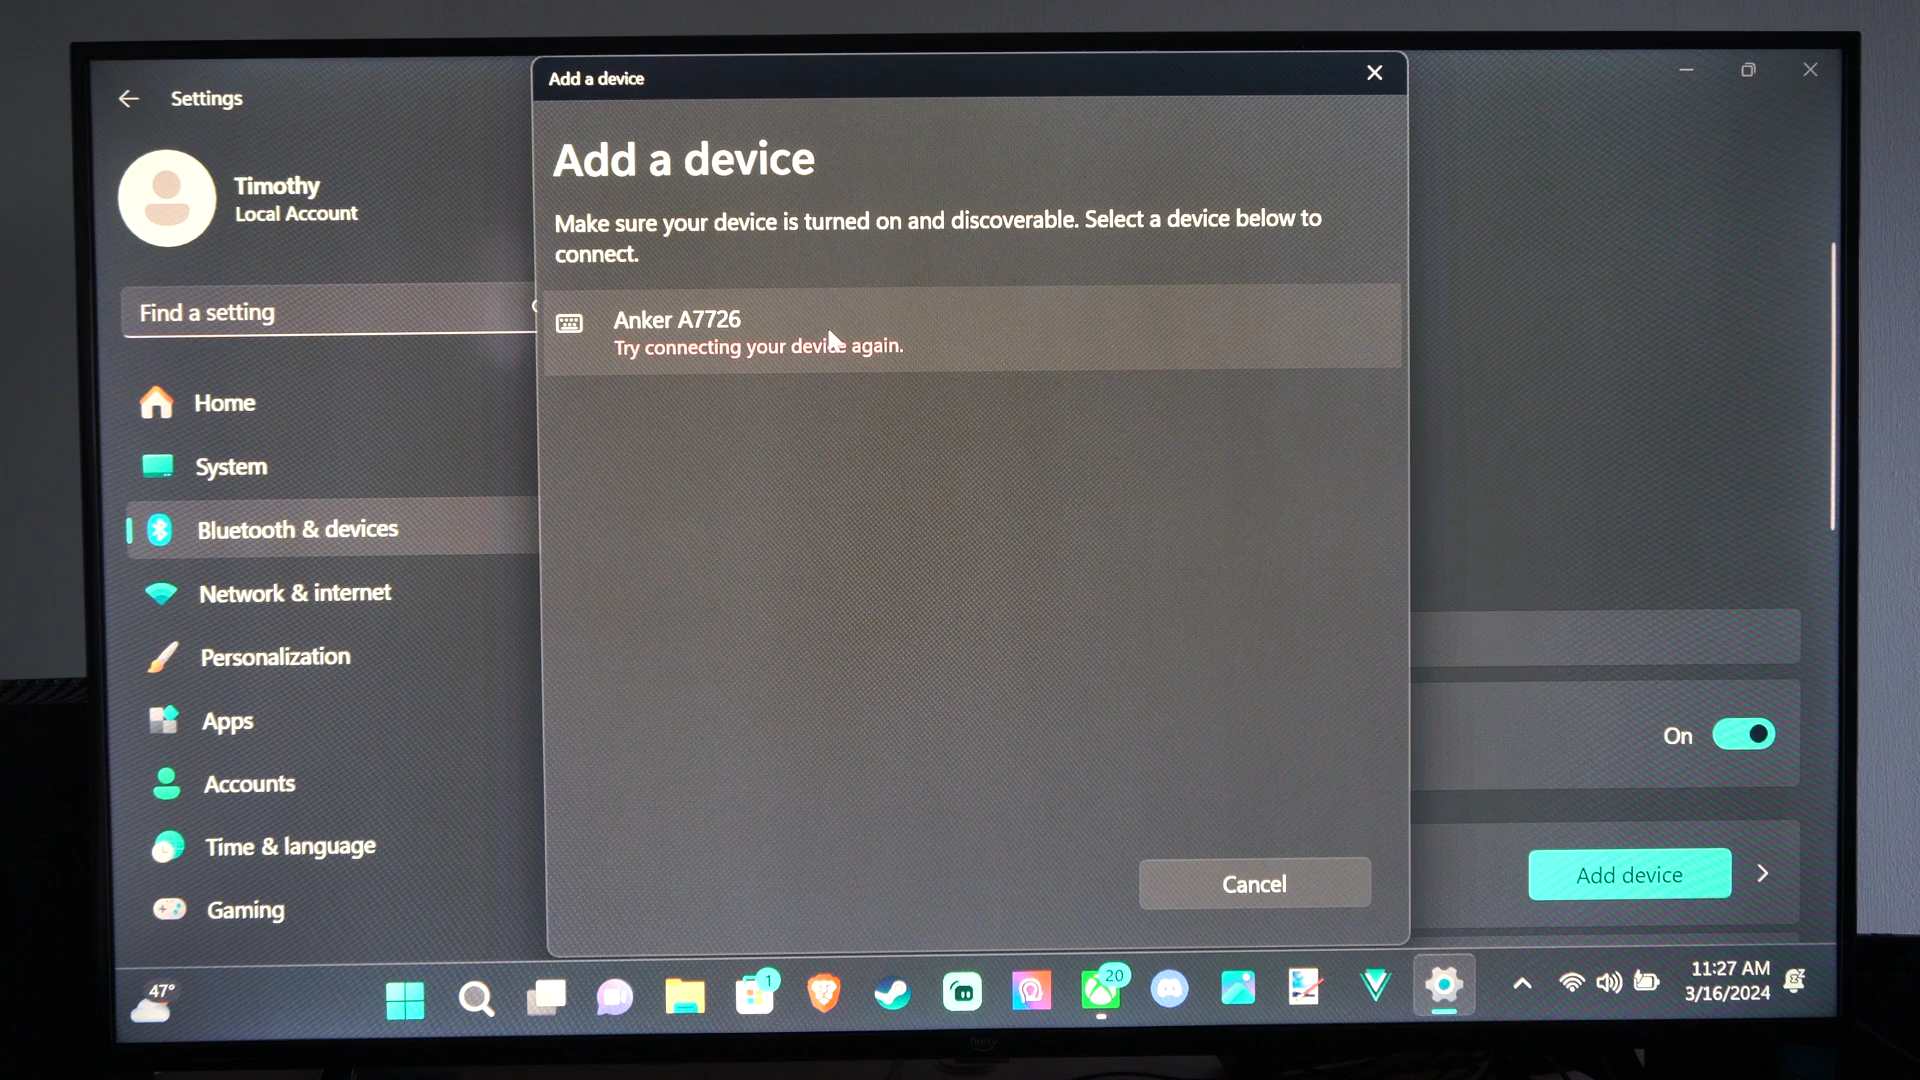 Settings
Timothy
Local Account
Find a setting
Home
System
Bluetooth & devices
Network & internet
Personalization
Apps
Accounts
Time & language
Gaming
Add a device
Add a device
Make sure your device is turned on and discoverable. Select a device below to
connect.
Anker A7726
Try connecting your device again.
Cancel
On
Add device
47°
1
20
11:27 AM
3/16/2024
firetv